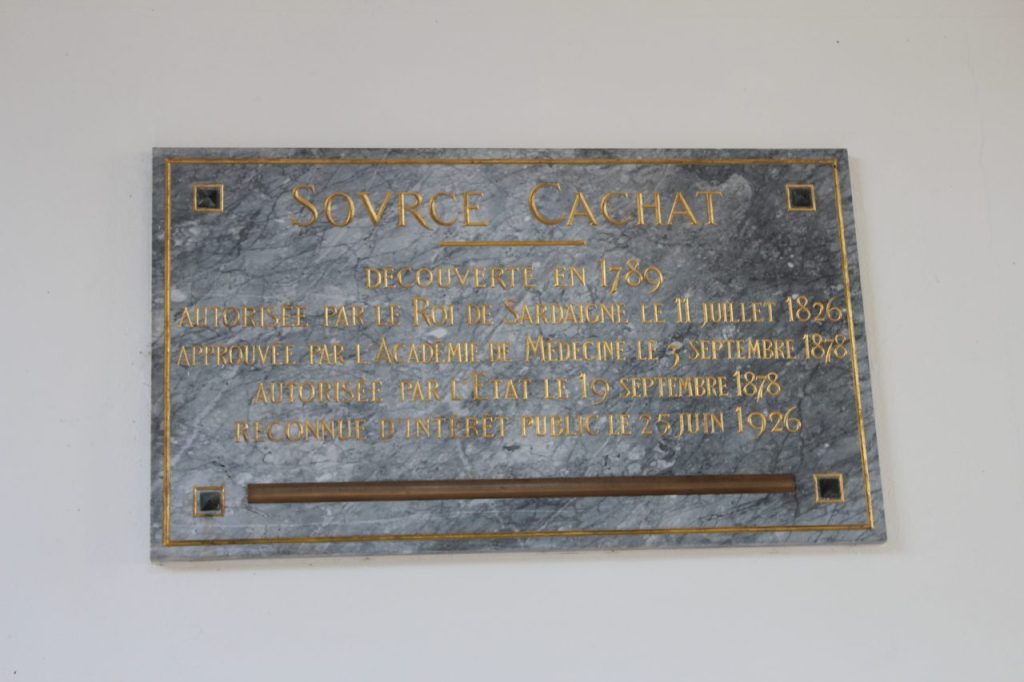 SOVRCE CACHAT
DECOUVERTE EN 1789
AUTORISÉE PAR LE ROI DE SARDAIGNE LE 11 JUILLET 1826
APPROUVÉE PAR L'ACADÉMIE DE MÉDECINE LE 3 SEPTEMBRE 1878
AUTORISÉE PAR L'ÉTAT LE 19 SEPTEMBRE 1878
RECONNUE D'INTÉRÊT PUBLIC LE 25 JUIN 1926